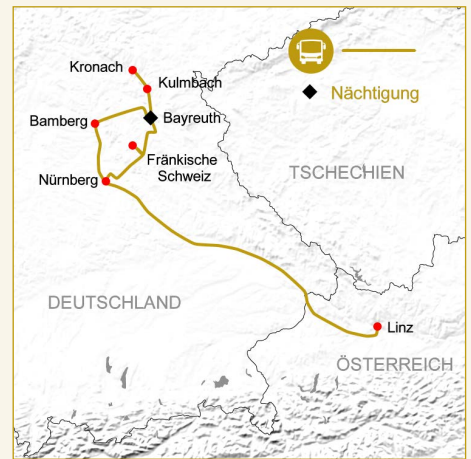 Kronach
Kulmbach
Nächtigung
Bamberg
Bayreuth
Fränkische
Schweiz
TSCHECHIEN
Nürnberg
DEUTSCHLAND
Linz
ÖSTERREICH